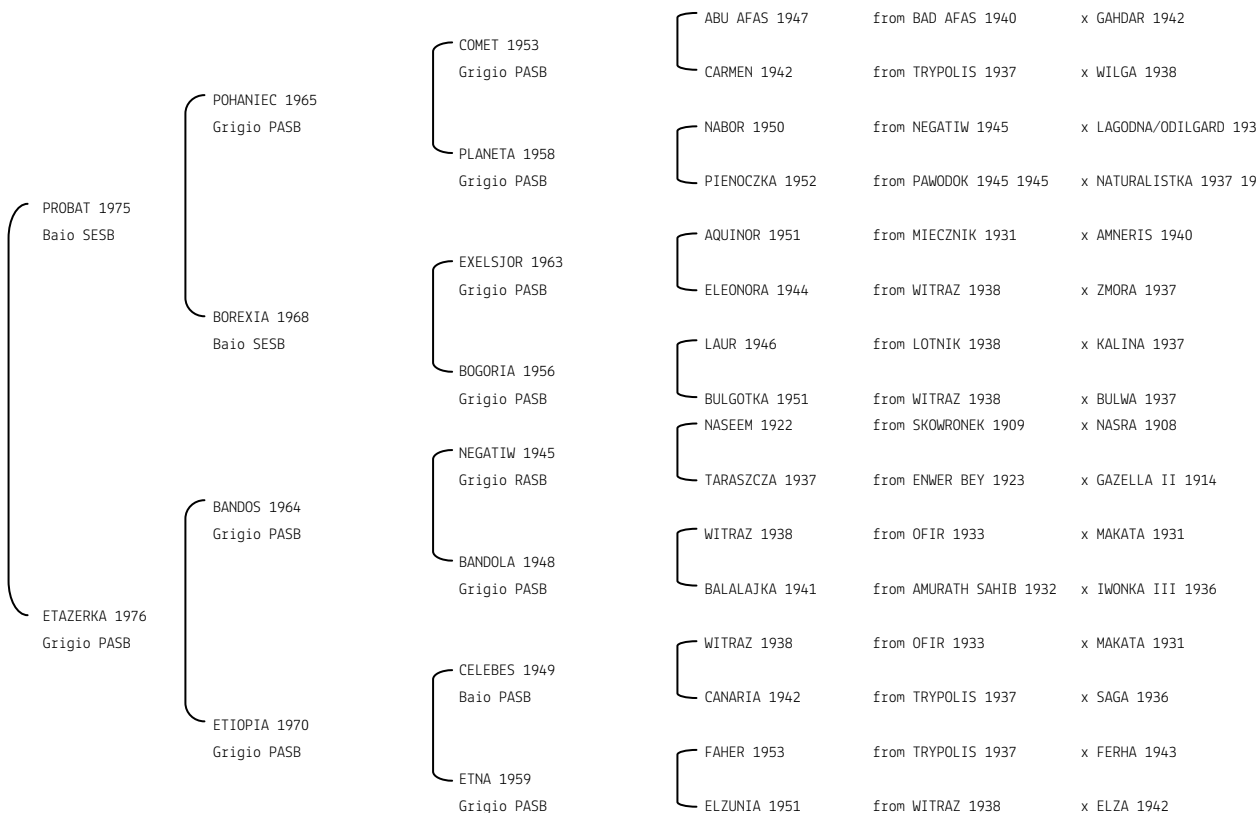 ABU AFAS 1947 from BAD AFAS 1940 x GAHDAR 1942
COMET 1953
Grigio PASB
CARMEN 1942 from TRYPOLIS 1937 x WILGA 1938
POHANIEC 1965
Grigio PASB
NABOR 1950 from NEGATIW 1945 x LAGODNA/ODILGARD 193
PLANETA 1958
Grigio PASB
PIENOCZKA 1952 from PAWODOK 1945 1945 x NATURALISTKA 1937 19
PROBAT 1975
Baio SESB
AQUINOR 1951 from MIECZNIK 1931 x AMNERIS 1940
EXELSJOR 1963
Grigio PASB
ELEONORA 1944 from WITRAZ 1938 x ZMORA 1937
BOREXIA 1968
Baio SESB
LAUR 1946 from LOTNIK 1938 x KALINA 1937
BOGORIA 1956
Grigio PASB
BULGOTKA 1951 from WITRAZ 1938 x BULWA 1937
NASEEM 1922 from SKOWRONEK 1909 x NASRA 1908
NEGATIW 1945
Grigio RASB
TARASZCZA 1937 from ENWER BEY 1923 x GAZELLA II 1914
BANDOS 1964
Grigio PASB
WITRAZ 1938 from OFIR 1933 x MAKATA 1931
BANDOLA 1948
Grigio PASB
BALALAJKA 1941 from AMURATH SAHIB 1932 x IWONKA III 1936
ETAZERKA 1976
Grigio PASB
WITRAZ 1938 from OFIR 1933 x MAKATA 1931
CELEBES 1949
Baio PASB
CANARIA 1942 from TRYPOLIS 1937 x SAGA 1936
ETIOPIA 1970
Grigio PASB
FAHER 1953 from TRYPOLIS 1937 x FERHA 1943
ETNA 1959
Grigio PASB
ELZUNIA 1951 from WITRAZ 1938 x ELZA 1942